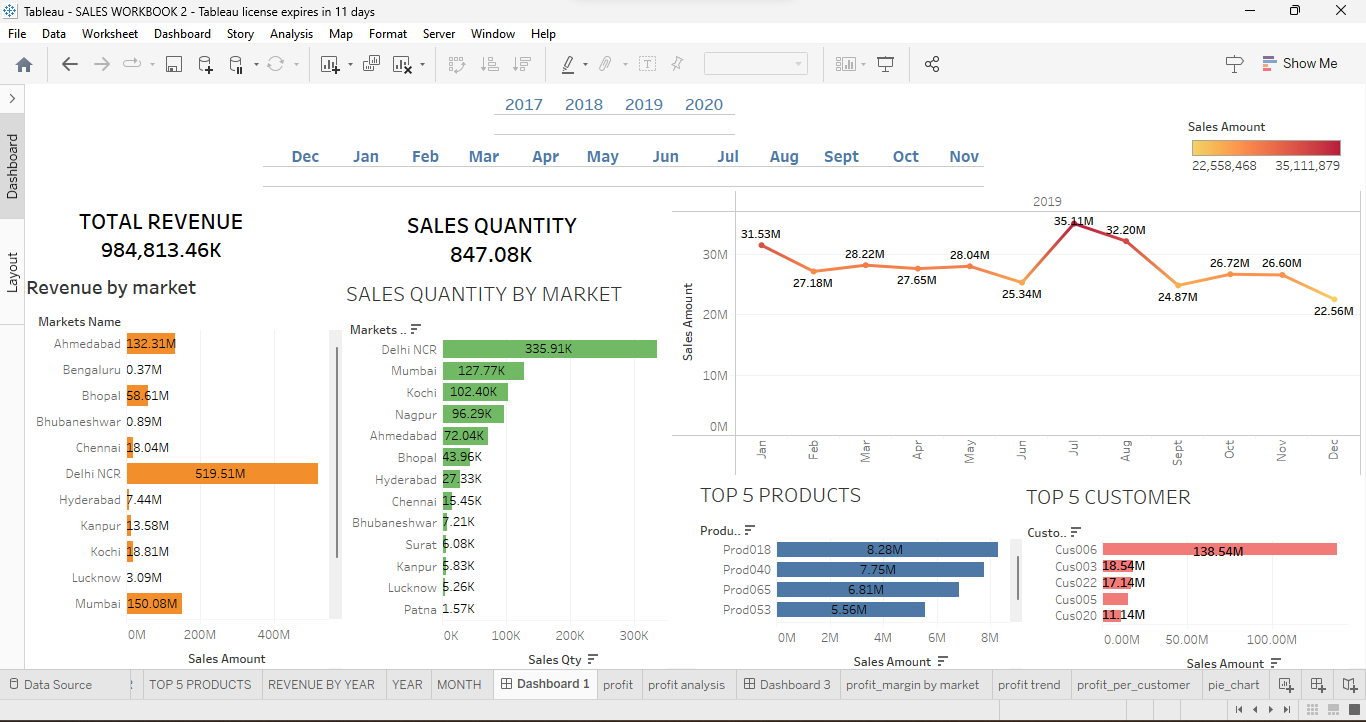 Tableau - SALES WORKBOOK 2 - Tableau license expires in 11 days
File Data Worksheet Dashboard Story Analysis Map Format Server Window Help
Show Me
Dashboard
Layout
2017 2018 2019 2020
Dec Jan Feb Mar Apr May Jun Jul Aug Sept Oct Nov
Sales Amount
22,558,468 35,111,879
TOTAL REVENUE
984,813.46K
SALES QUANTITY
847.08K
Revenue by market
Markets Name
Ahmedabad 132.31M
Bengaluru 0.37M
Bhopal 58.61M
Bhubaneshwar 0.89M
Chennai 18.04M
Delhi NCR 519.51M
Hyderabad 7.44M
Kanpur 13.58M
Kochi 18.81M
Lucknow 3.09M
Mumbai 150.08M
0M 200M 400M
Sales Amount
SALES QUANTITY BY MARKET
Markets ..
Delhi NCR 335.91K
Mumbai 127.77K
Kochi 102.40K
Nagpur 96.29K
Ahmedabad 72.04K
Bhopal 43.96K
Hyderabad 27.33K
Chennai 15.45K
Bhubaneshwar 7.21K
Surat 6.08K
Kanpur 5.83K
Lucknow 5.26K
Patna 1.57K
0K 100K 200K 300K
Sales Qty
2019
Sales Amount
30M
20M
10M
0M
31.53M 27.18M 28.22M 27.65M 28.04M 25.34M 35.11M 32.20M 24.87M 26.72M 26.60M 22.56M
Jan Feb Mar Apr May Jun Jul Aug Sept Oct Nov Dec
TOP 5 PRODUCTS
Produ..
Prod018 8.28M
Prod040 7.75M
Prod065 6.81M
Prod053 5.56M
0M 2M 4M 6M 8M
Sales Amount
TOP 5 CUSTOMER
Custo..
Cus006 138.54M
Cus003 18.54M
Cus022 17.14M
Cus005
Cus020 11.14M
0.00M 50.00M 100.00M
Sales Amount
Data Source TOP 5 PRODUCTS REVENUE BY YEAR YEAR MONTH Dashboard 1 profit profit analysis Dashboard 3 profit_margin by market profit trend profit_per_customer pie_chart